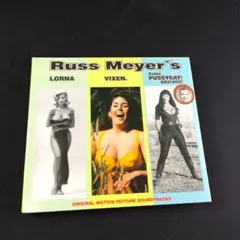 Russ Meyer's
LORNA
VIXEN.
Faster
PUSSYCAT!
KILL! KILL!
ORIGINAL MOTION PICTURE SOUNDTRACKS